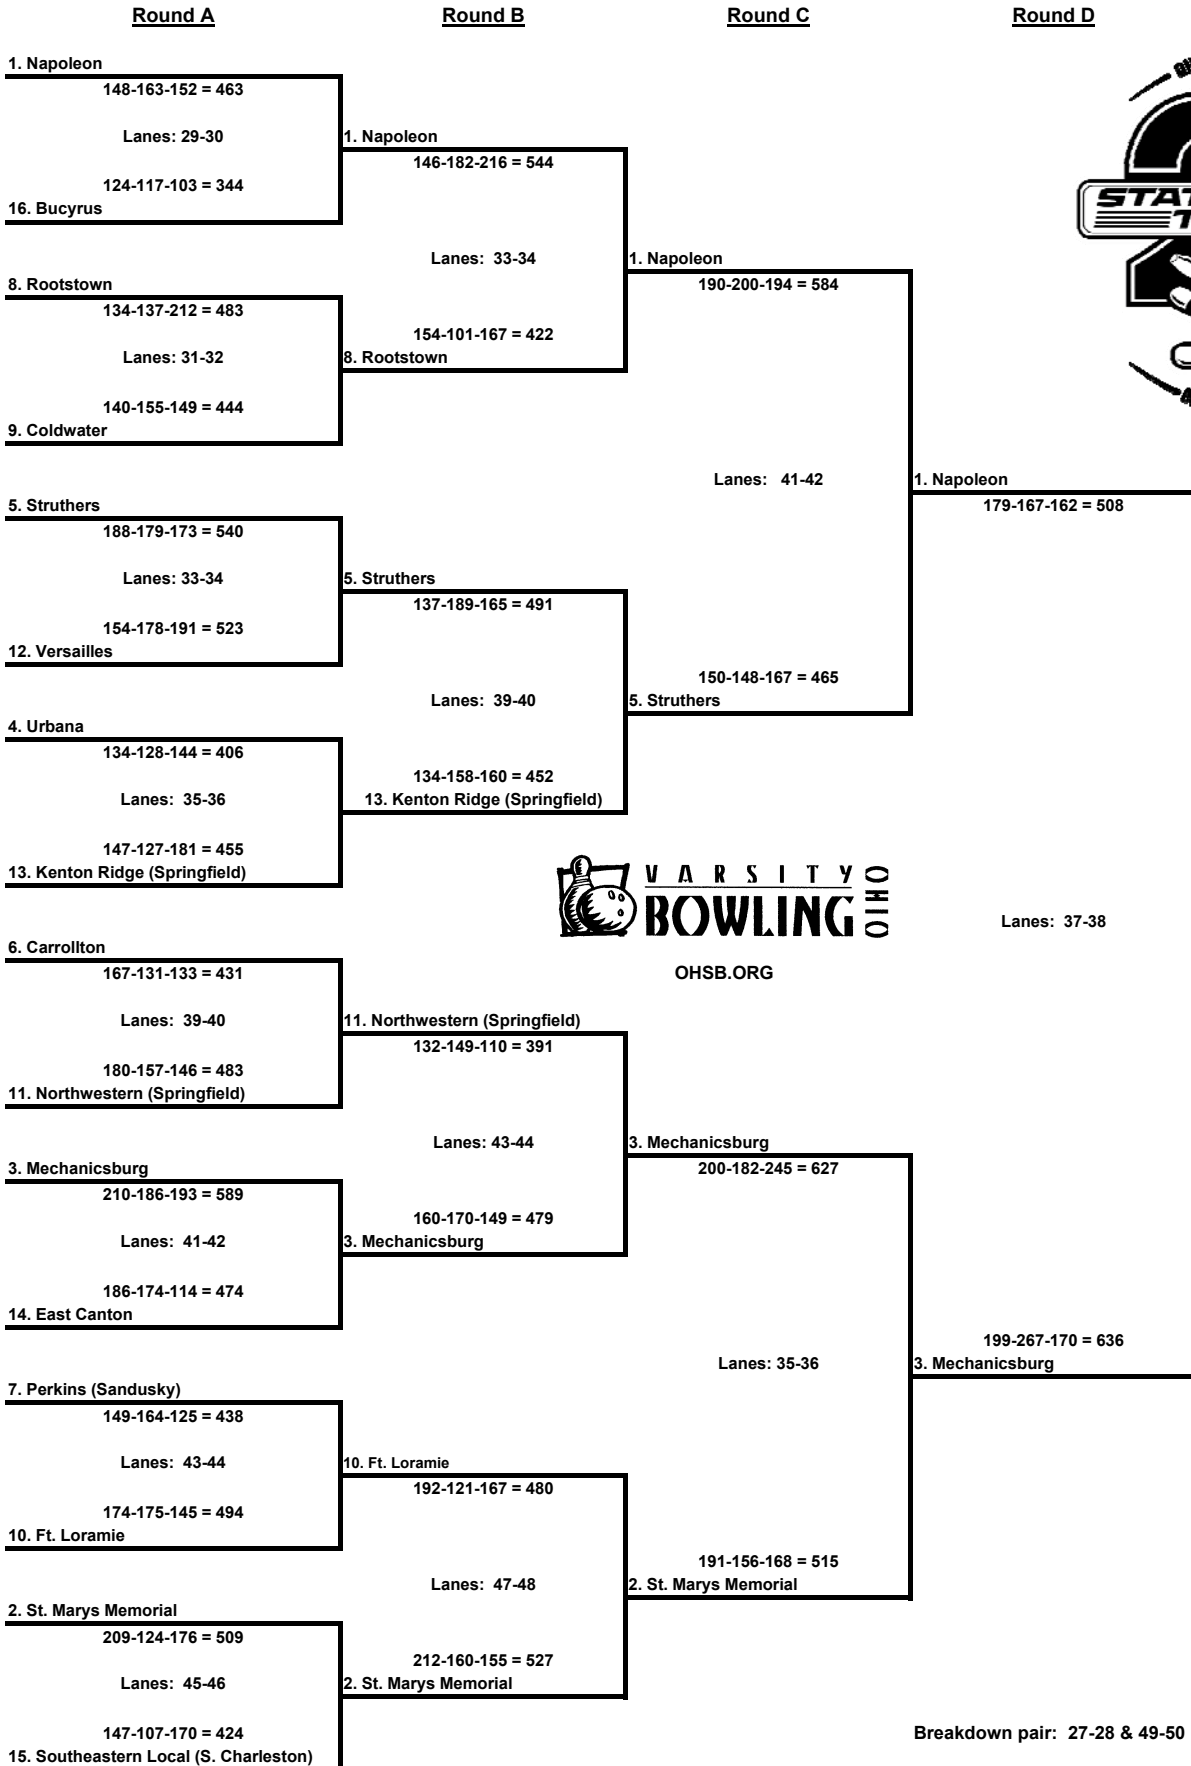 Round A Round B Round C Round D
1. Napoleon
148-163-152 = 463
Lanes: 29-30
1. Napoleon
146-182-216 = 544
124-117-103 = 344
16. Bucyrus
STAT
Lanes: 33-34
1. Napoleon
190-200-194 = 584
8. Rootstown
134-137-212 = 483
154-101-167 = 422
Lanes: 31-32
8. Rootstown
140-155-149 = 444
9. Coldwater
Lanes: 41-42
1. Napoleon
179-167-162 = 508
5. Struthers
188-179-173 = 540
Lanes: 33-34
5. Struthers
137-189-165 = 491
154-178-191 = 523
12. Versailles
150-148-167 = 465
Lanes: 39-40
5. Struthers
4. Urbana
134-128-144 = 406
134-158-160 = 452
Lanes: 35-36
13. Kenton Ridge (Springfield)
147-127-181 = 455
13. Kenton Ridge (Springfield)
VARSITY
BOWLING
OHIO
OHSB.ORG
Lanes: 37-38
6. Carrollton
167-131-133 = 431
Lanes: 39-40
11. Northwestern (Springfield)
132-149-110 = 391
180-157-146 = 483
11. Northwestern (Springfield)
Lanes: 43-44
3. Mechanicsburg
200-182-245 = 627
3. Mechanicsburg
210-186-193 = 589
160-170-149 = 479
Lanes: 41-42
3. Mechanicsburg
186-174-114 = 474
14. East Canton
199-267-170 = 636
Lanes: 35-36
3. Mechanicsburg
7. Perkins (Sandusky)
149-164-125 = 438
Lanes: 43-44
10. Ft. Loramie
192-121-167 = 480
174-175-145 = 494
10. Ft. Loramie
191-156-168 = 515
Lanes: 47-48
2. St. Marys Memorial
2. St. Marys Memorial
209-124-176 = 509
212-160-155 = 527
Lanes: 45-46
2. St. Marys Memorial
147-107-170 = 424
15. Southeastern Local (S. Charleston)
Breakdown pair: 27-28 & 49-50